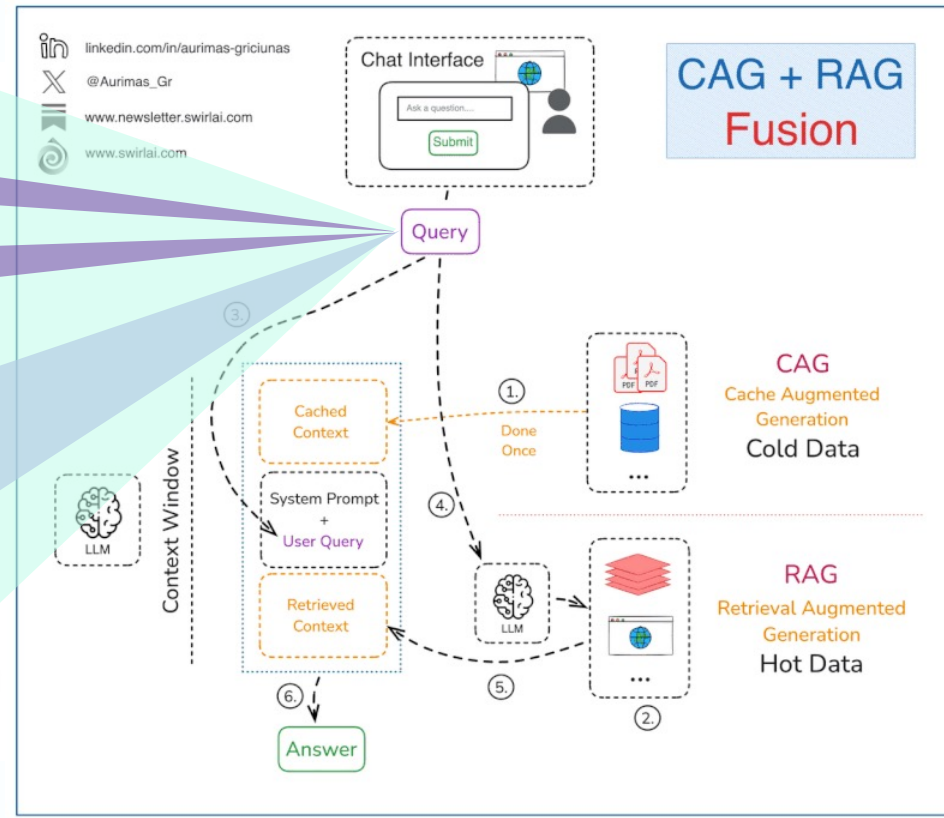 in linkedin.com/in/aurimas-griciunas
@Aurimas_Gr
www.newsletter.swirlai.com
www.swirlai.com
Chat Interface
Ask a question....
Submit
CAG + RAG
Fusion
Query
3.
Cached
Context
1.
Done
Once
PDF
PDF
PDF
...
CAG
Cache Augmented
Generation
Cold Data
Context Window
LLM
System Prompt
+
User Query
4.
Retrieved
Context
LLM
...
RAG
Retrieval Augmented
Generation
Hot Data
5.
2.
6.
Answer